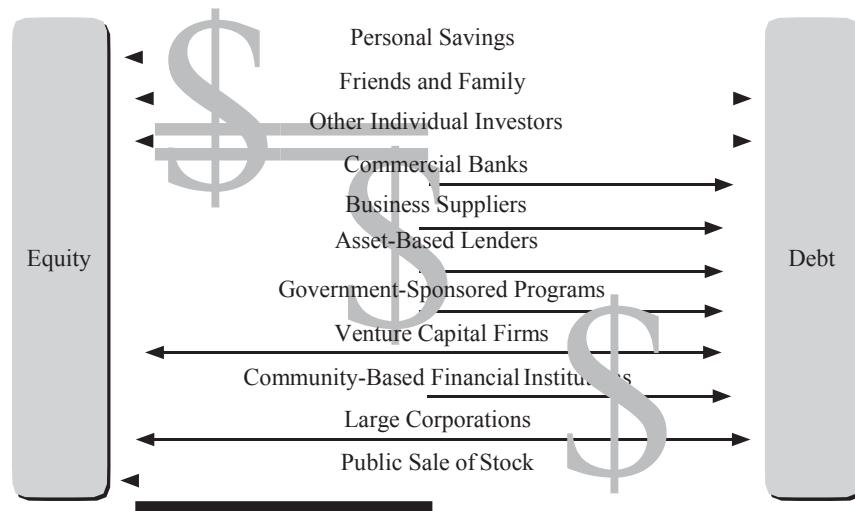 Personal Savings
Friends and Family
Other Individual Investors
Commercial Banks
Business Suppliers
Asset-Based Lenders
Equity
Debt
Government-Sponsored Programs
Venture Capital Firms
Community-Based Financial Institutions
Large Corporations
Public Sale of Stock
$
$
$